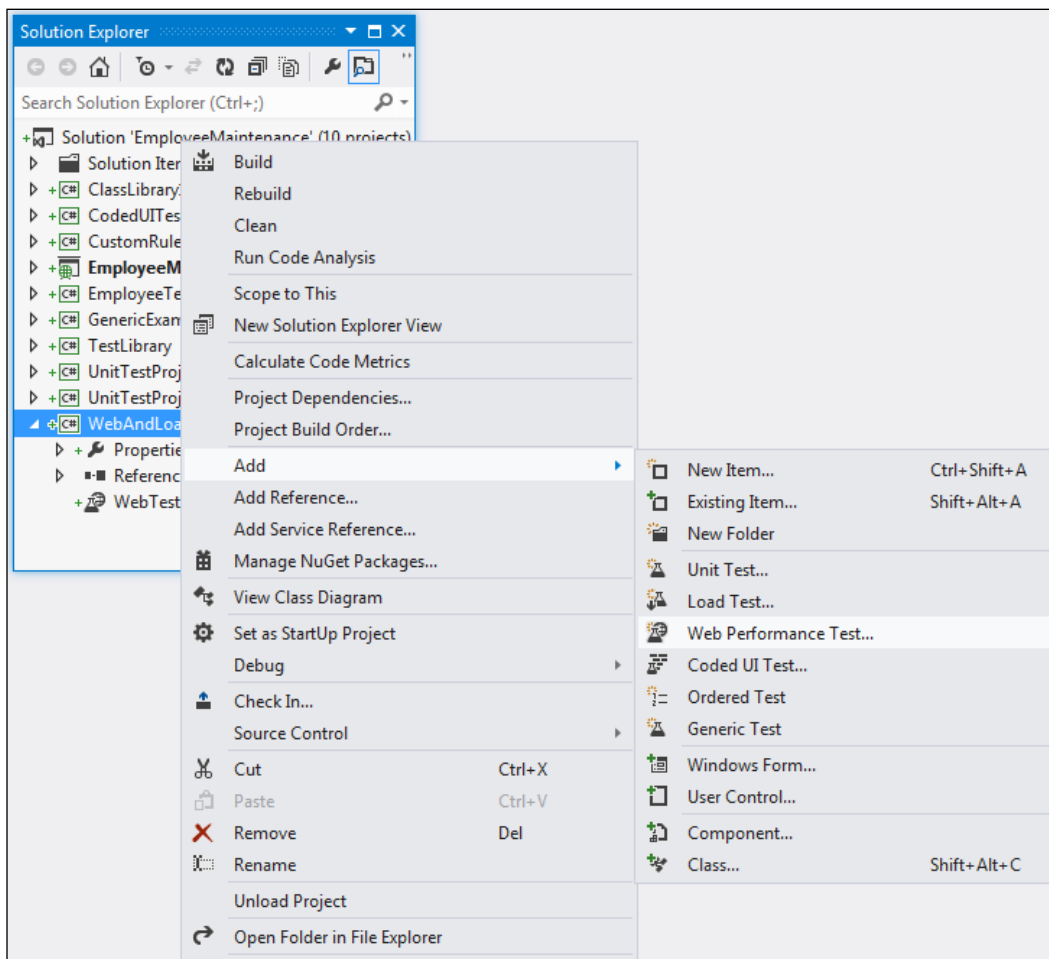 Solution Explorer
Search Solution Explorer (Ctrl+;)
Solution 'EmployeeMaintenance' (10 projects)
Solution Iter
ClassLibrary
CodedUITes
CustomRule
EmployeeM
EmployeeTe
GenericExan
TestLibrary
UnitTestProj
UnitTestProj
WebAndLoa
Propertie
Referenc
WebTest
Build
Rebuild
Clean
Run Code Analysis
Scope to This
New Solution Explorer View
Calculate Code Metrics
Project Dependencies...
Project Build Order...
Add
Add Reference...
Add Service Reference...
Manage NuGet Packages...
View Class Diagram
Set as StartUp Project
Debug
Check In...
Source Control
Cut Ctrl+X
Paste Ctrl+V
Remove Del
Rename
Unload Project
Open Folder in File Explorer
New Item... Ctrl+Shift+A
Existing Item... Shift+Alt+A
New Folder
Unit Test...
Load Test...
Web Performance Test...
Coded UI Test...
Ordered Test
Generic Test
Windows Form...
User Control...
Component...
Class... Shift+Alt+C